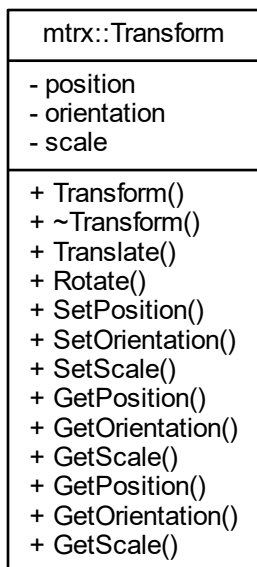 mtrx::Transform
- position
- orientation
- scale
+ Transform()
+ ~Transform()
+ Translate()
+ Rotate()
+ SetPosition()
+ SetOrientation()
+ SetScale()
+ GetPosition()
+ GetOrientation()
+ GetScale()
+ GetPosition()
+ GetOrientation()
+ GetScale()